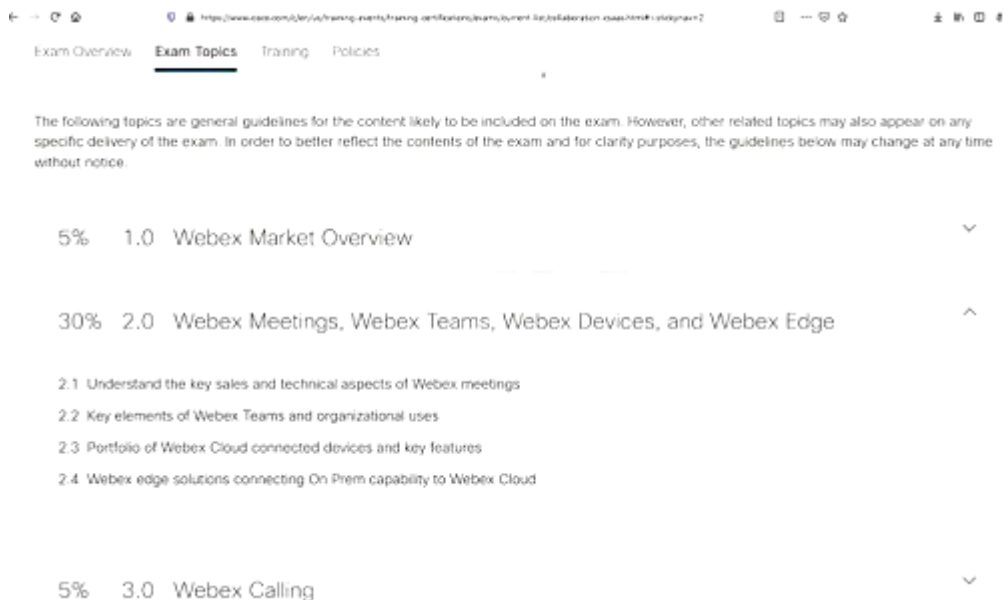 Exam Overview Exam Topics Training Policies
The following topics are general guidelines for the content likely to be included on the exam. However, other related topics may also appear on any
specific delivery of the exam. In order to better reflect the contents of the exam and for clarity purposes, the guidelines below may change at any time
without notice.
5% 1.0 Webex Market Overview
30% 2.0 Webex Meetings, Webex Teams, Webex Devices, and Webex Edge
2.1 Understand the key sales and technical aspects of Webex meetings
2.2 Key elements of Webex Teams and organizational uses
2.3 Portfolio of Webex Cloud connected devices and key features
2.4 Webex edge solutions connecting On Prem capability to Webex Cloud
5% 3.0 Webex Calling